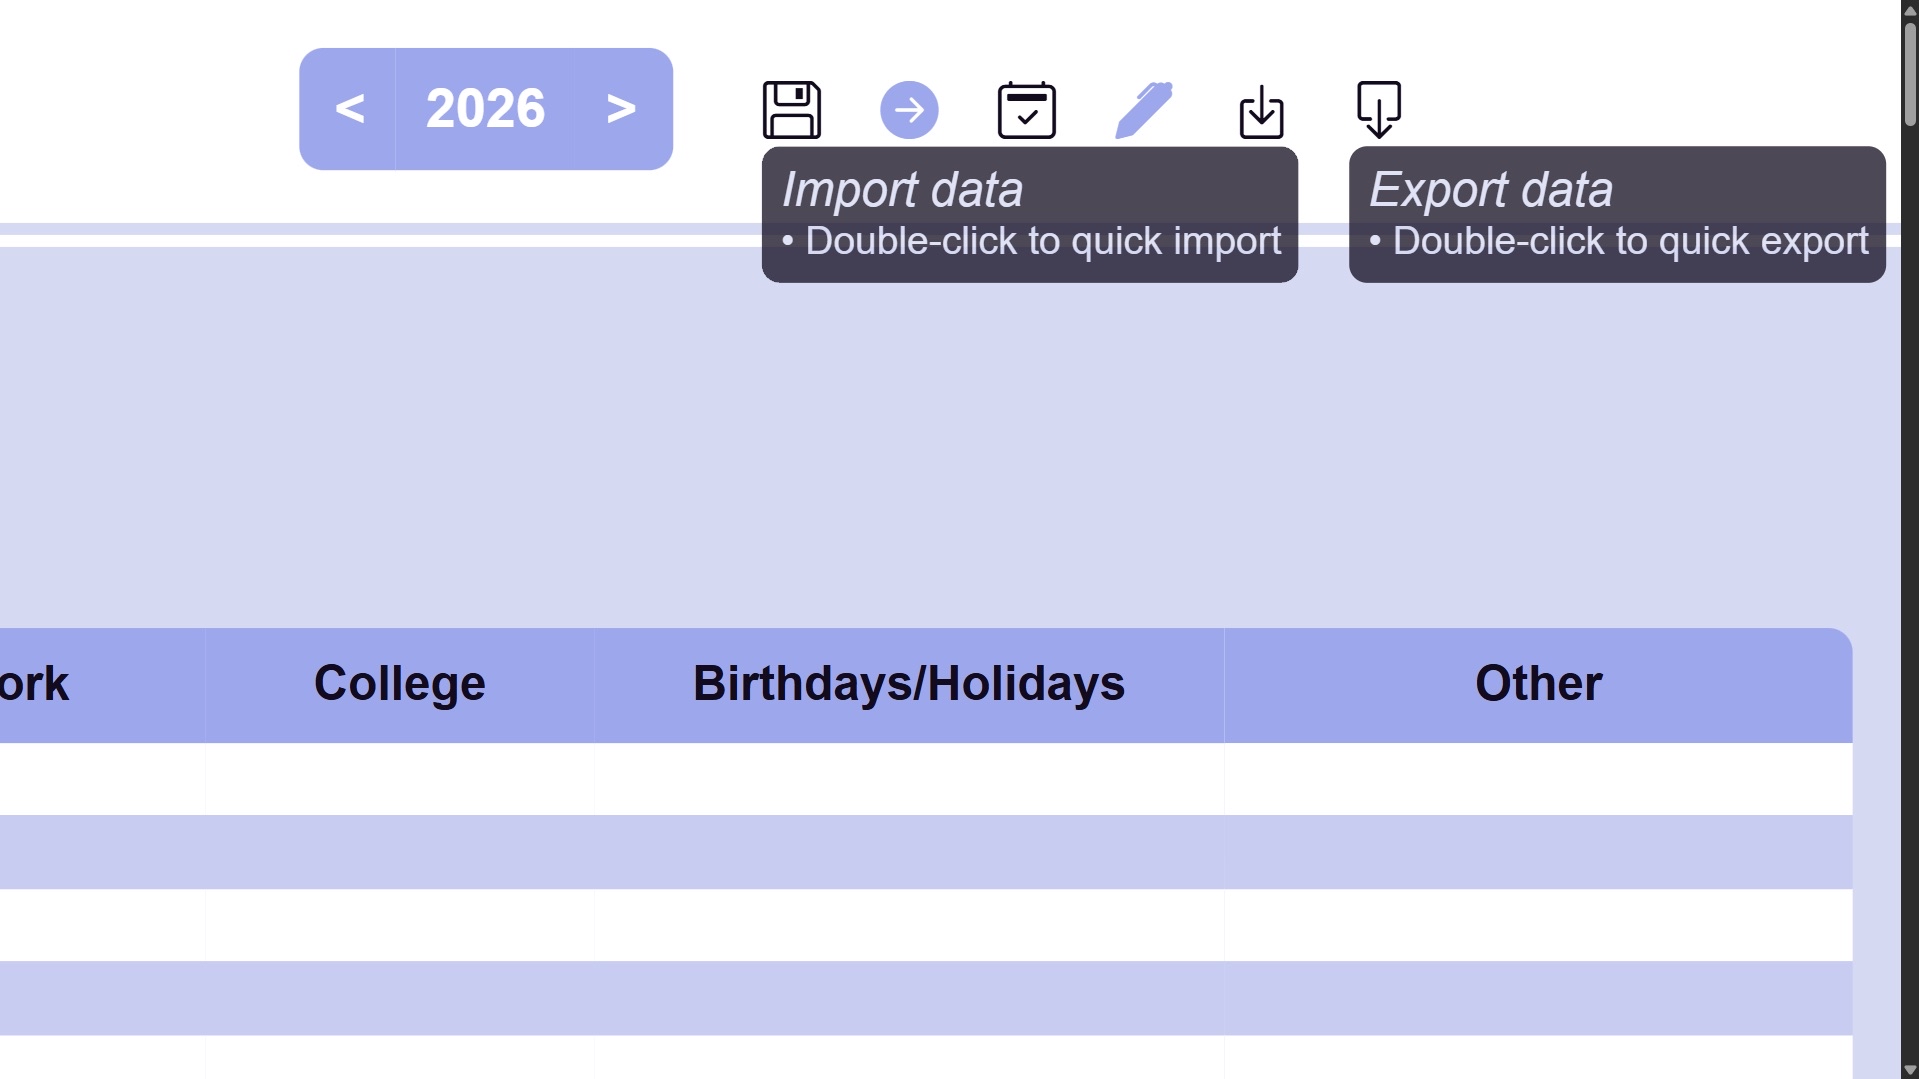 < 2026 >
Import data
• Double-click to quick import
Export data
• Double-click to quick export
ork College Birthdays/Holidays Other